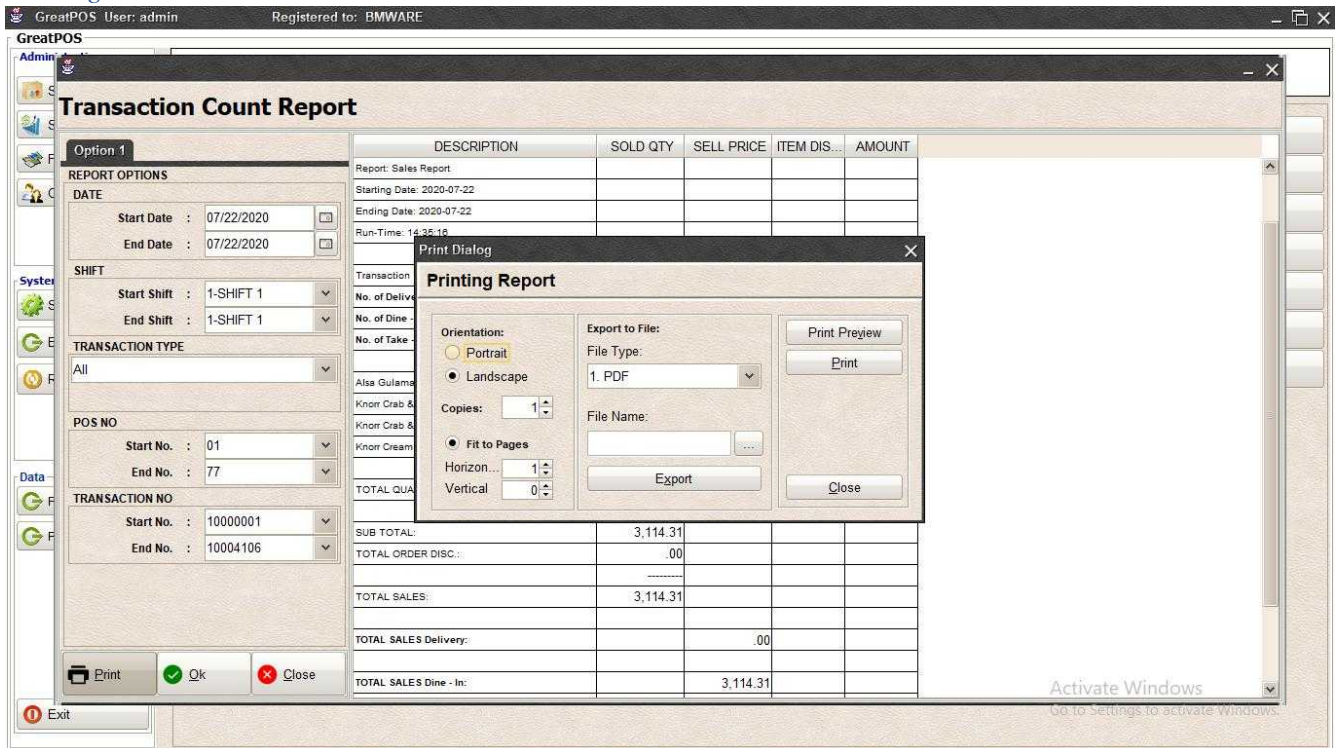 GreatPOS User: admin Registered to: BMWARE
GreatPOS
Admin
Transaction Count Report
Option 1
REPORT OPTIONS
DATE
Start Date : 07/22/2020
End Date : 07/22/2020
SHIFT
Start Shift : 1-SHIFT 1
End Shift : 1-SHIFT 1
TRANSACTION TYPE
All
POS NO
Start No. : 01
End No. : 77
TRANSACTION NO
Start No. : 10000001
End No. : 10004106
Print Ok Close
System
Data
Exit
DESCRIPTION SOLD QTY SELL PRICE ITEM DIS... AMOUNT
Report: Sales Report
Starting Date: 2020-07-22
Ending Date: 2020-07-22
Run-Time: 14:35:16
Transaction
No. of Delive
No. of Dine -
No. of Take -
Alsa Gulama
Knorr Crab &
Knorr Crab &
Knorr Cream
TOTAL QUA
SUB TOTAL: 3,114.31
TOTAL ORDER DISC.: .00
---------
TOTAL SALES: 3,114.31
TOTAL SALES Delivery: .00
TOTAL SALES Dine - In: 3,114.31
Print Dialog
Printing Report
Orientation:
Portrait
Landscape
Copies: 1
Fit to Pages
Horizon... 1
Vertical 0
Export to File:
File Type:
1. PDF
File Name:
...
Export
Print Preview
Print
Close
Activate Windows
Go to Settings to activate Windows.